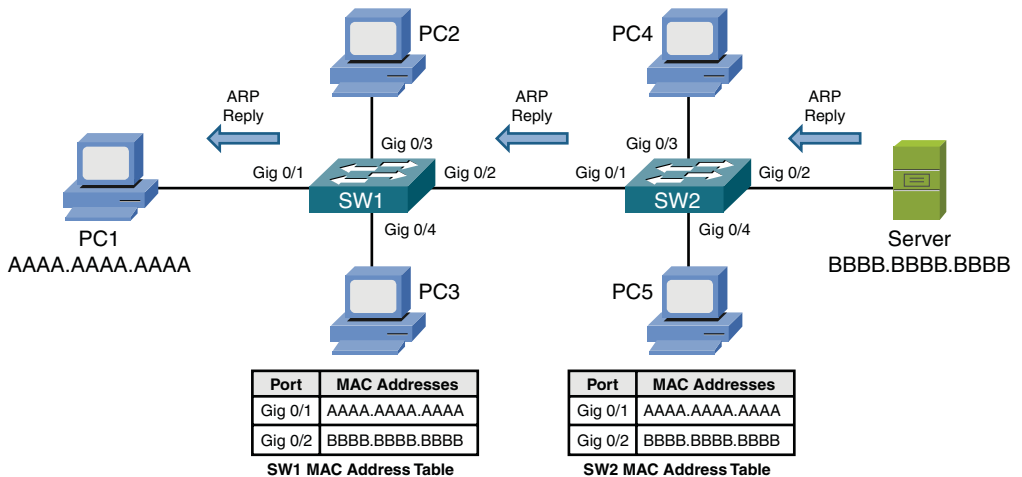 PC2
PC4
ARP
Reply
ARP
Reply
ARP
Reply
Gig 0/3
Gig 0/3
Gig 0/1
Gig 0/2
Gig 0/1
Gig 0/2
SW1
SW2
Gig 0/4
Gig 0/4
PC1
AAAA.AAAA.AAAA
Server
BBBB.BBBB.BBBB
PC3
PC5
Port MAC Addresses
Gig 0/1 AAAA.AAAA.AAAA
Gig 0/2 BBBB.BBBB.BBBB
SW1 MAC Address Table
Port MAC Addresses
Gig 0/1 AAAA.AAAA.AAAA
Gig 0/2 BBBB.BBBB.BBBB
SW2 MAC Address Table